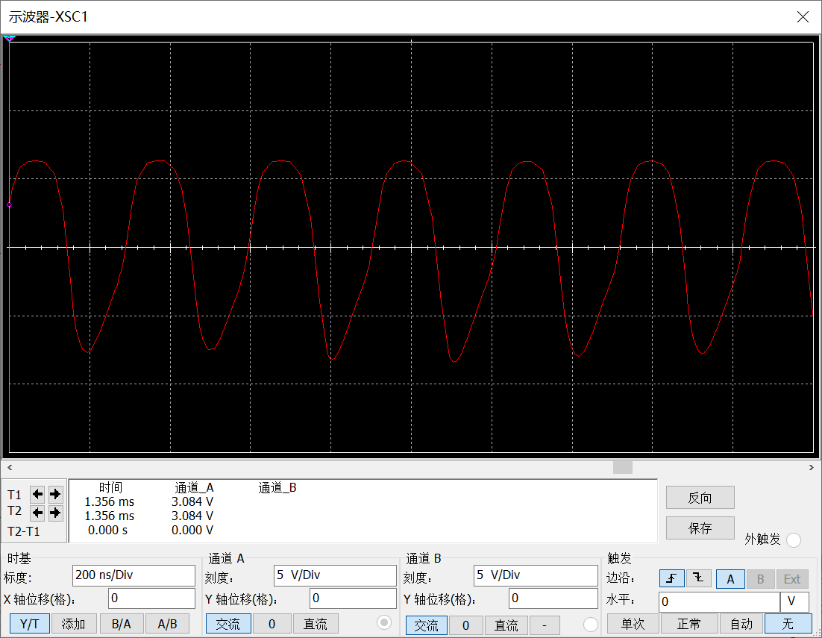 示波器-XSC1
时间 通道_A 通道_B
T1 1.356 ms 3.084 V
T2 1.356 ms 3.084 V
T2-T1 0.000 s 0.000 V
反向
保存
外触发
时基
标度: 200 ns/Div
X 轴位移(格): 0
Y/T 添加 B/A A/B
通道 A
刻度: 5 V/Div
Y 轴位移(格): 0
交流 0 直流
通道 B
刻度: 5 V/Div
Y 轴位移(格): 0
交流 0 直流 -
触发
边沿: A B Ext
水平: 0 V
单次 正常 自动 无